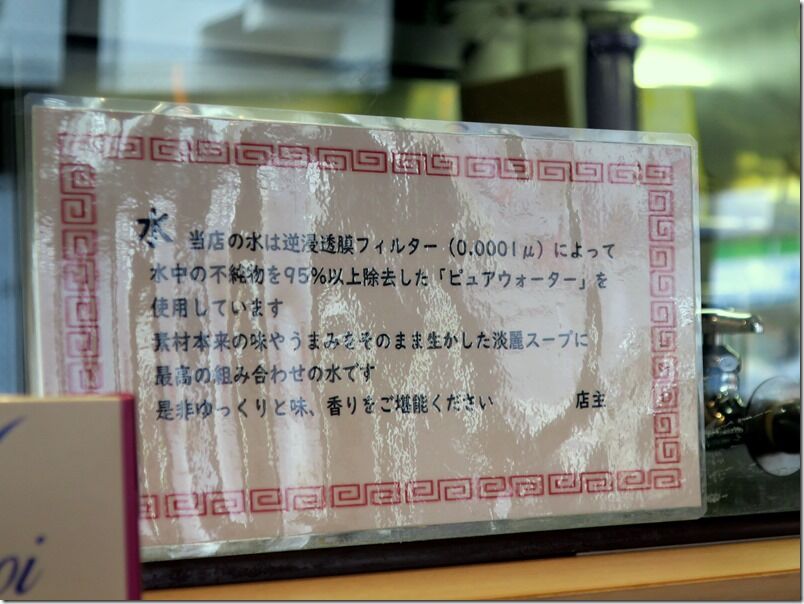 水 当店の水は逆浸透膜フィルター（0.0001μ）によって
水中の不純物を95%以上除去した「ピュアウォーター」を
使用しています
素材本来の味やうまみをそのまま生かした淡麗スープに
最高の組み合わせの水です
是非ゆっくりと味、香りをご堪能ください 店主